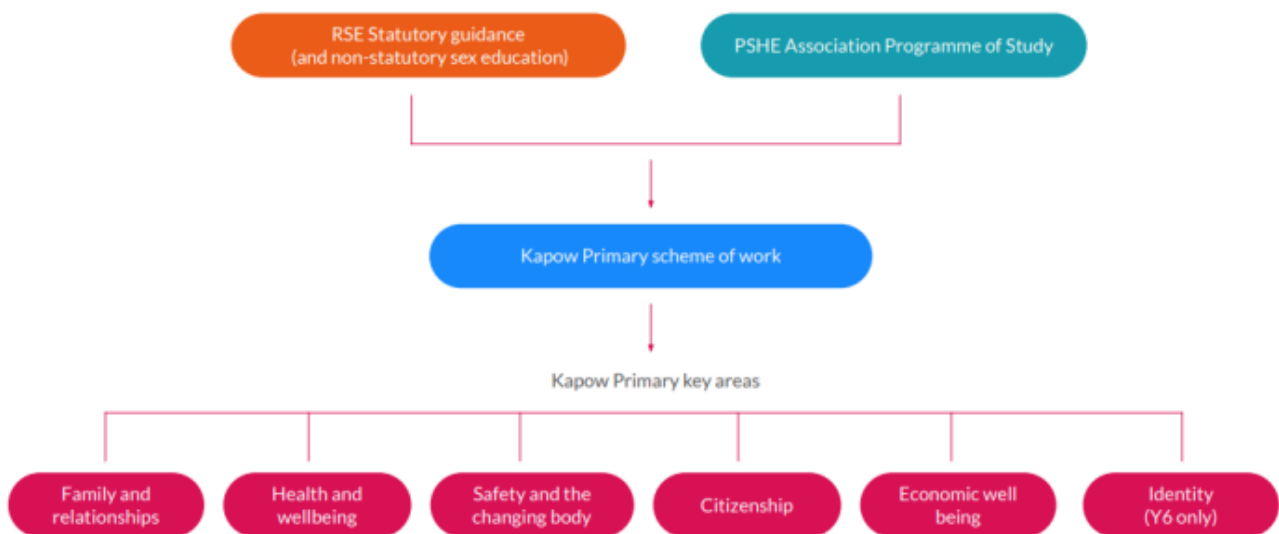 RSE Statutory guidance
(and non-statutory sex education)
PSHE Association Programme of Study
Kapow Primary scheme of work
Kapow Primary key areas
Family and
relationships
Health and
wellbeing
Safety and the
changing body
Citizenship
Economic well
being
Identity
(Y6 only)